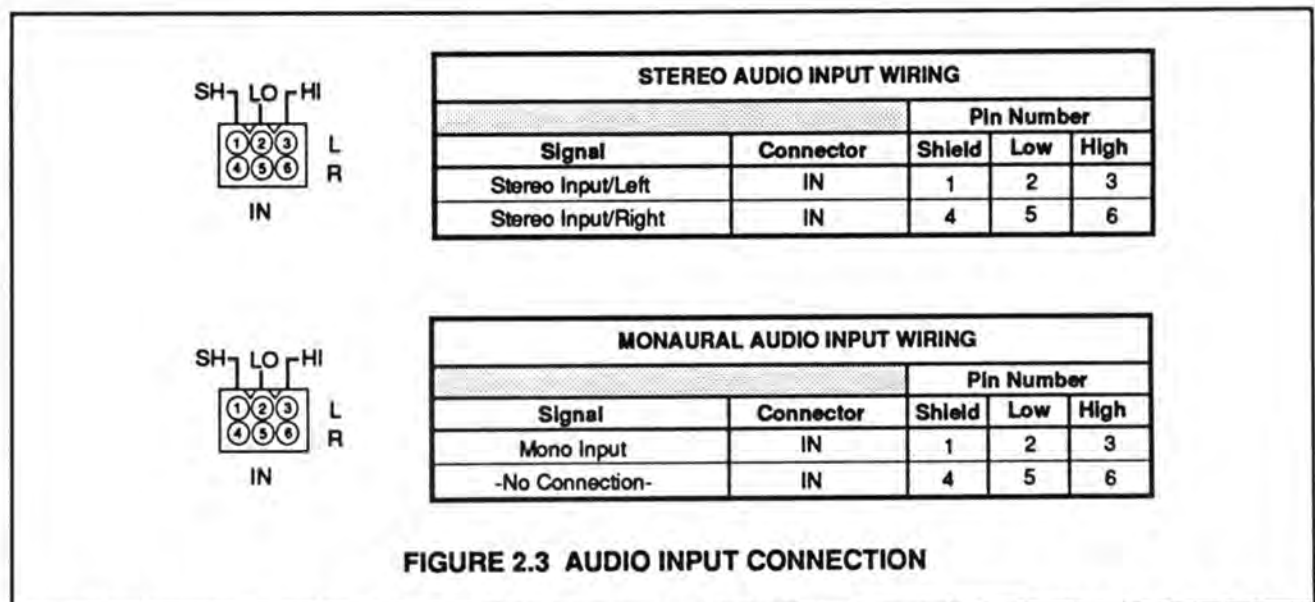 SH LO HI
1 2 3 L
4 5 6 R
IN
STEREO AUDIO INPUT WIRING
Pin Number
Signal Connector Shield Low High
Stereo Input/Left IN 1 2 3
Stereo Input/Right IN 4 5 6
SH LO HI
1 2 3 L
4 5 6 R
IN
MONAURAL AUDIO INPUT WIRING
Pin Number
Signal Connector Shield Low High
Mono Input IN 1 2 3
-No Connection- IN 4 5 6
FIGURE 2.3 AUDIO INPUT CONNECTION